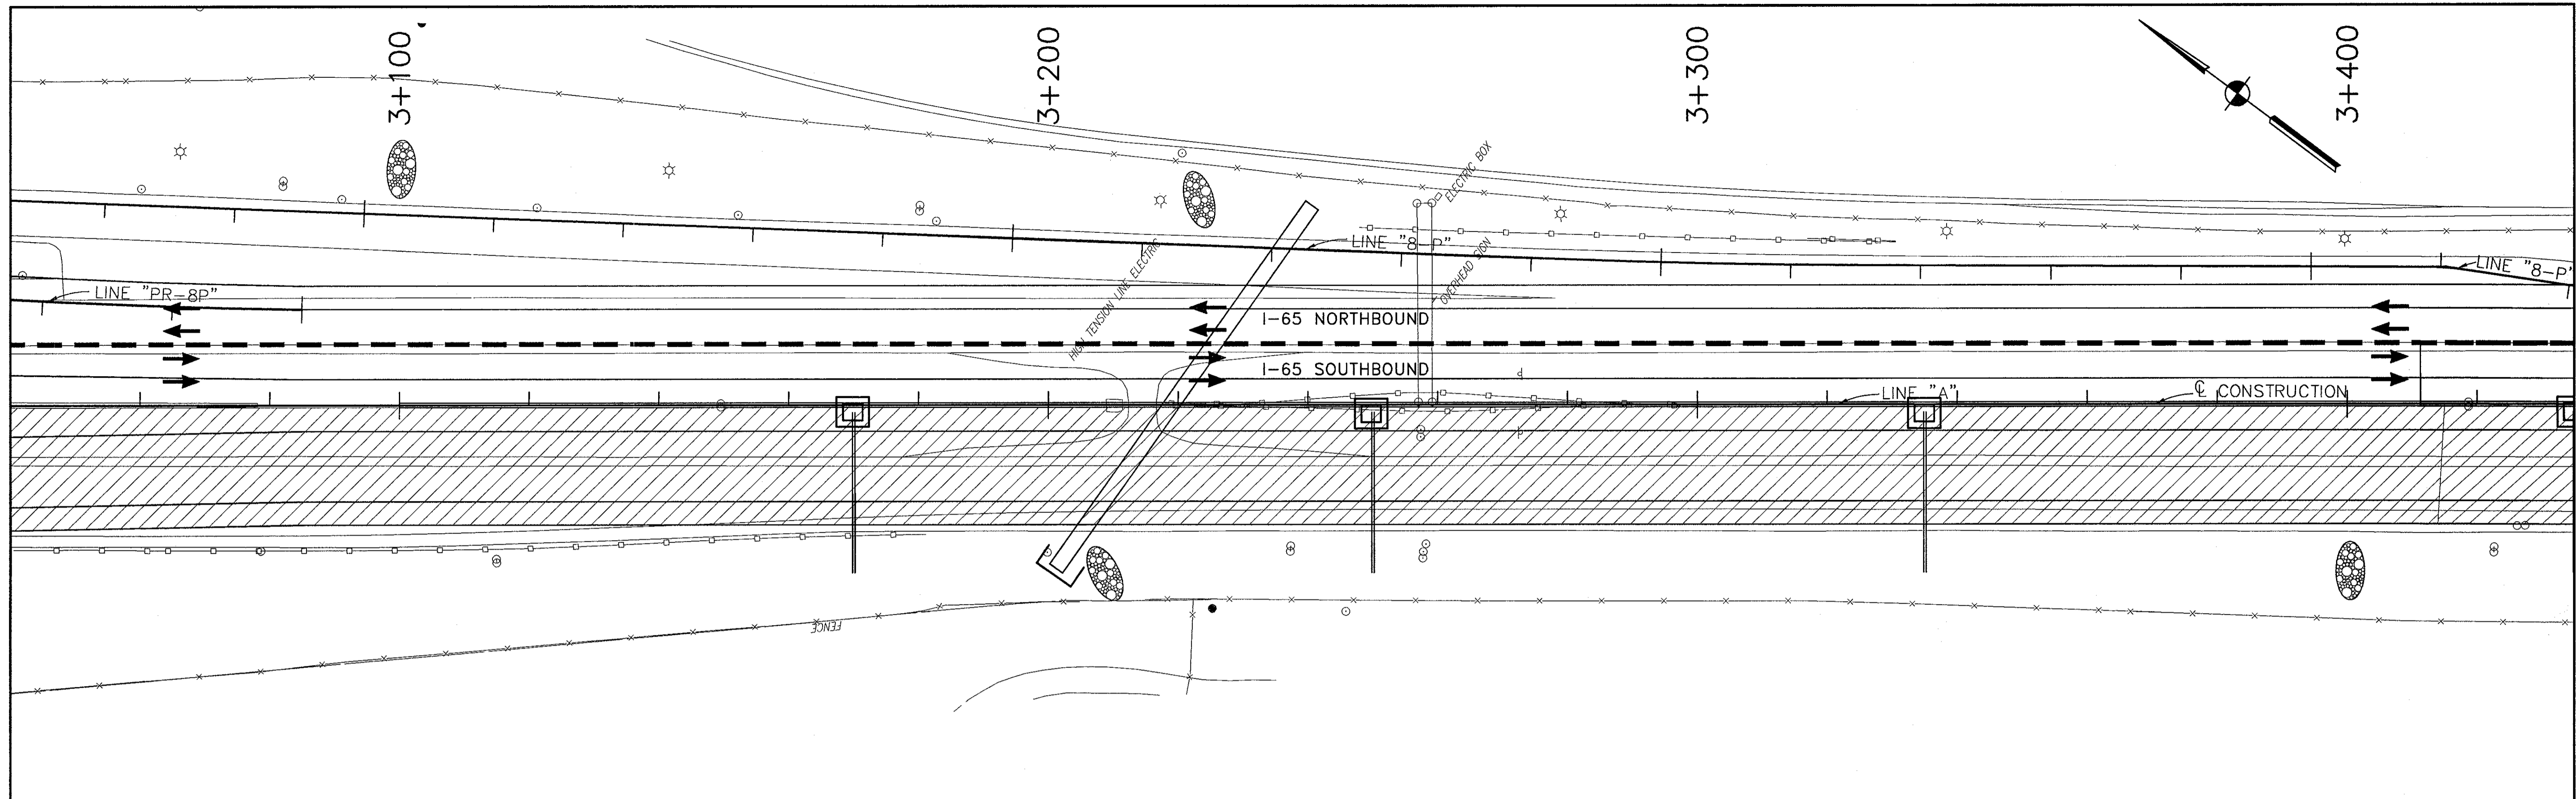 3+100
3+200
3+300
3+400
ELECTRIC BOX
LINE "8-P"
HIGH TENSION LINE ELECTRIC
OVERHEAD SIGN
LINE "8-P"
LINE "PR-8P"
I-65 NORTHBOUND
I-65 SOUTHBOUND
LINE "A"
℄ CONSTRUCTION
FENCE